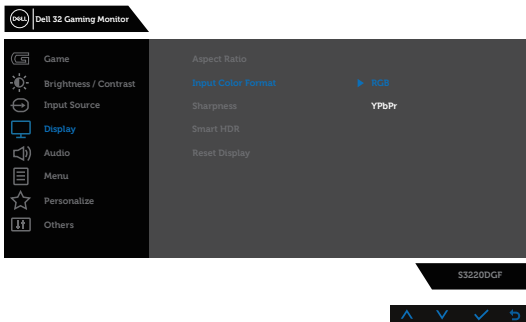 DELL Dell 32 Gaming Monitor
Game
Brightness / Contrast
Input Source
Display
Audio
Menu
Personalize
Others
Aspect Ratio
Input Color Format
RGB
Sharpness
YPbPr
Smart HDR
Reset Display
S3220DGF